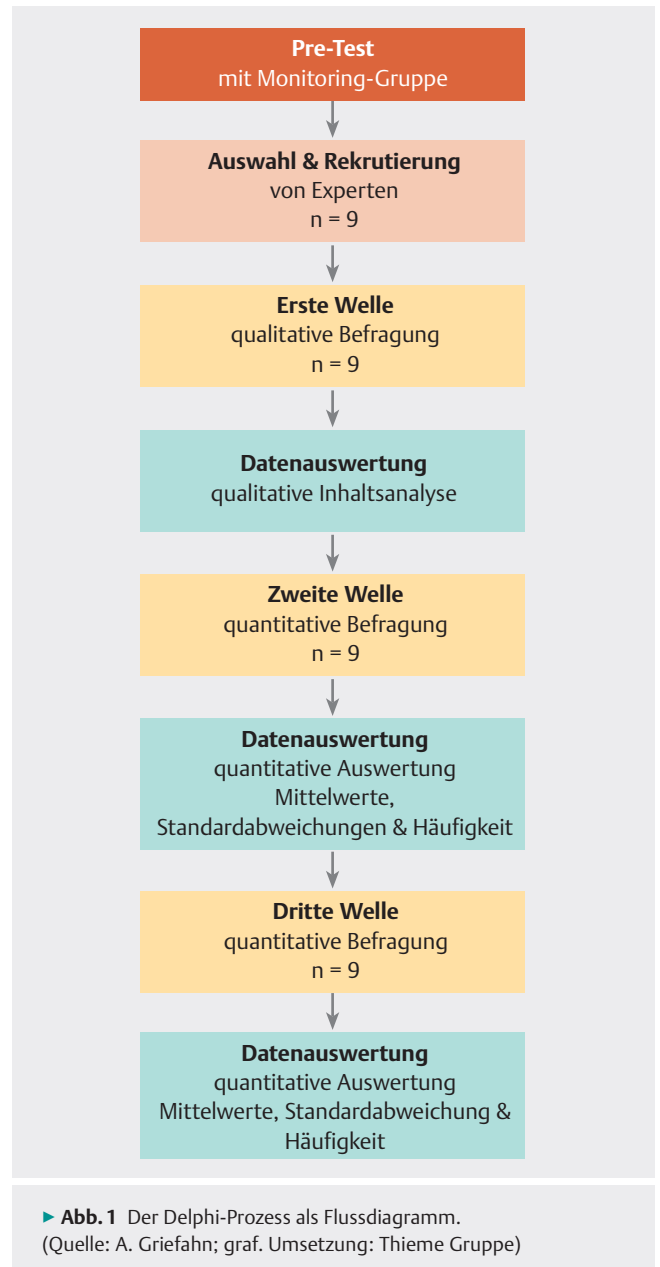 Pre-Test
mit Monitoring-Gruppe
Auswahl & Rekrutierung
von Experten
n = 9
Erste Welle
qualitative Befragung
n = 9
Datenauswertung
qualitative Inhaltsanalyse
Zweite Welle
quantitative Befragung
n = 9
Datenauswertung
quantitative Auswertung
Mittelwerte,
Standardabweichungen & Häufigkeit
Dritte Welle
quantitative Befragung
n = 9
Datenauswertung
quantitative Auswertung
Mittelwerte, Standardabweichung &
Häufigkeit
▶ Abb. 1 Der Delphi-Prozess als Flussdiagramm.
(Quelle: A. Griefahn; graf. Umsetzung: Thieme Gruppe)